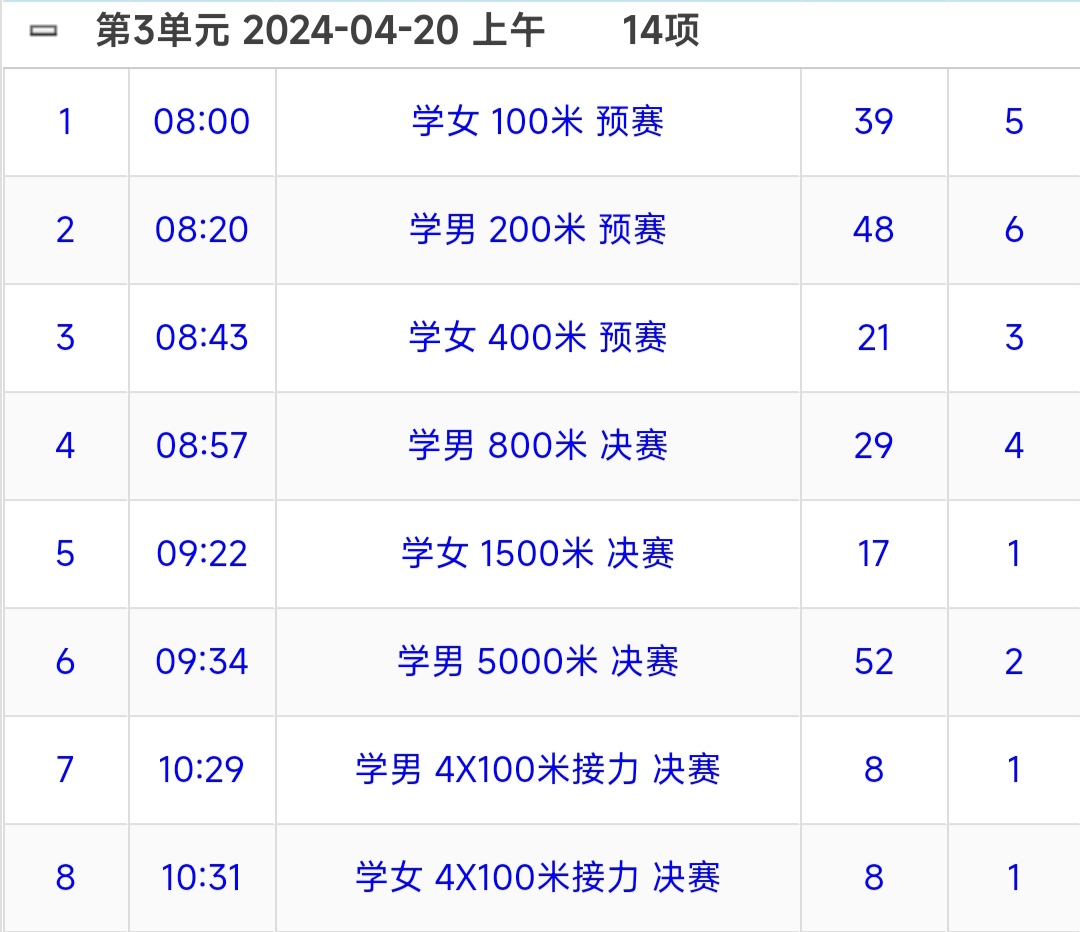 第3单元 2024-04-20 上午 14项
1 08:00 学女 100米 预赛 39 5
2 08:20 学男 200米 预赛 48 6
3 08:43 学女 400米 预赛 21 3
4 08:57 学男 800米 决赛 29 4
5 09:22 学女 1500米 决赛 17 1
6 09:34 学男 5000米 决赛 52 2
7 10:29 学男 4X100米接力 决赛 8 1
8 10:31 学女 4X100米接力 决赛 8 1